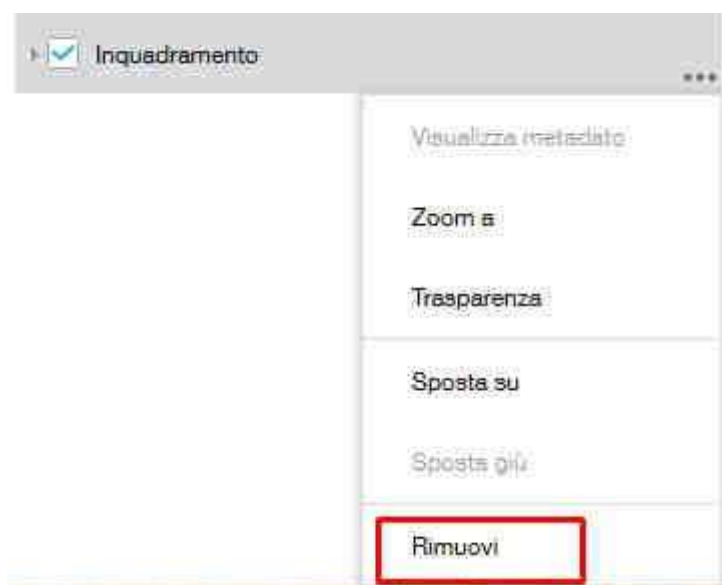 Inquadramento
Visualizza metadato
Zoom a
Trasparenza
Sposta su
Sposta giù
Rimuovi